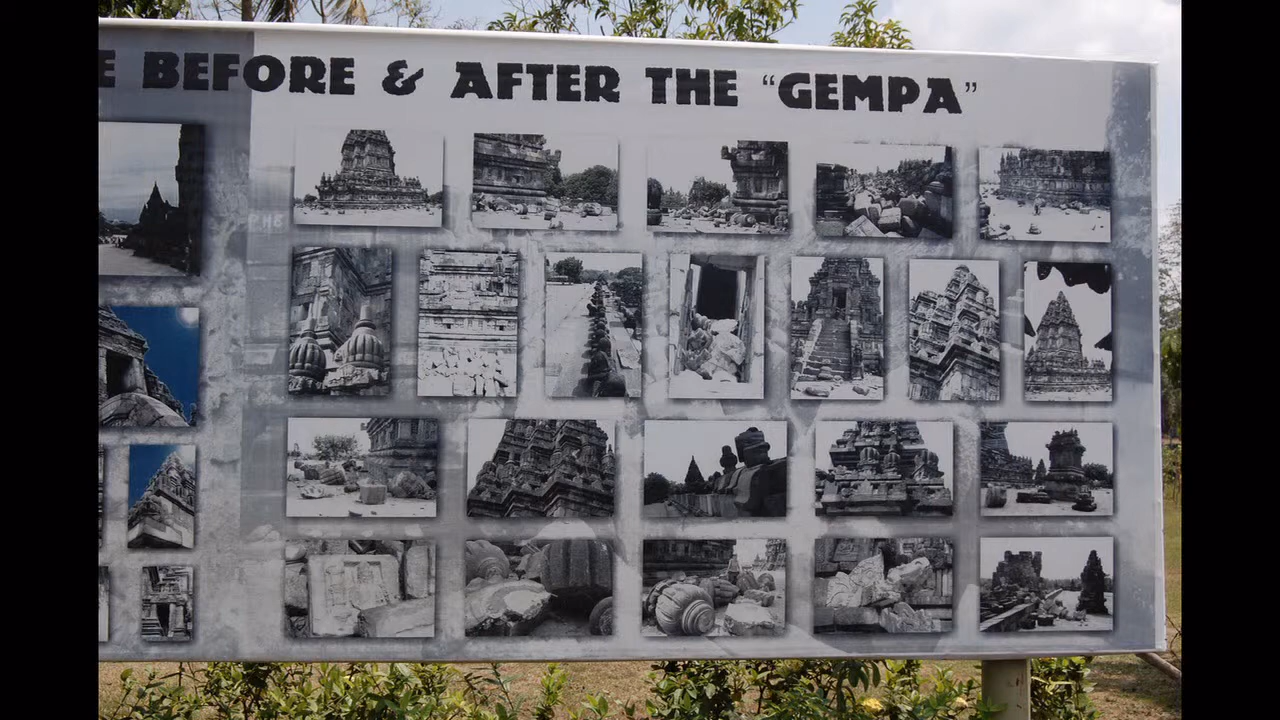 E BEFORE & AFTER THE “GEMPA”